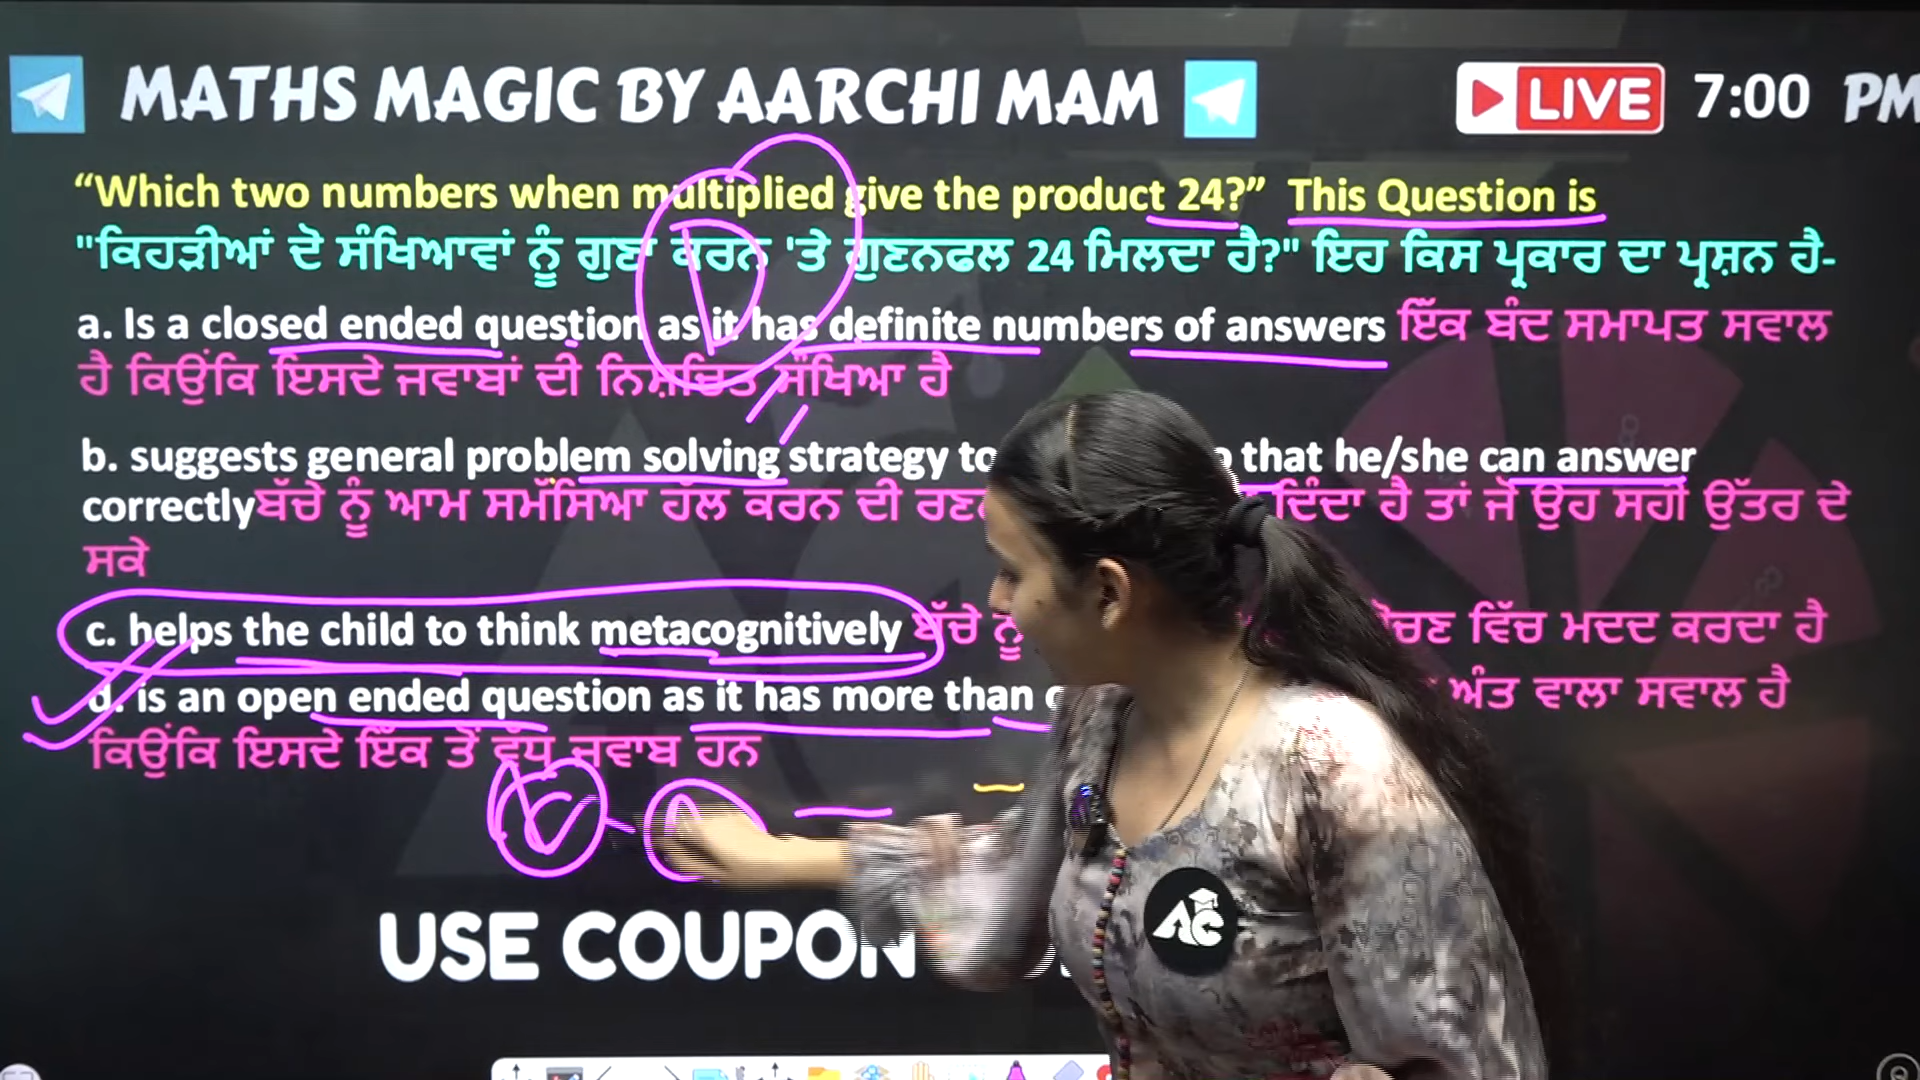 MATHS MAGIC BY AARCHI MAM LIVE 7:00 PM
“Which two numbers when multiplied give the product 24?” This Question is
"ਕਿਹੜੀਆਂ ਦੋ ਸੰਖਿਆਵਾਂ ਨੂੰ ਗੁਣਾ ਕਰਨ 'ਤੇ ਗੁਣਨਫਲ 24 ਮਿਲਦਾ ਹੈ?" ਇਹ ਕਿਸ ਪ੍ਰਕਾਰ ਦਾ ਪ੍ਰਸ਼ਨ ਹੈ-
a. Is a closed ended question as it has definite numbers of answers ਇੱਕ ਬੰਦ ਸਮਾਪਤ ਸਵਾਲ
ਹੈ ਕਿਉਂਕਿ ਇਸਦੇ ਜਵਾਬਾਂ ਦੀ ਨਿਸ਼ਚਿਤ ਸੰਖਿਆ ਹੈ
b. suggests general problem solving strategy to that he/she can answer
correctly ਬੱਚੇ ਨੂੰ ਆਮ ਸਮੱਸਿਆ ਹੱਲ ਕਰਨ ਦੀ ਦਿੰਦਾ ਹੈ ਤਾਂ ਜੋ ਉਹ ਸਹੀ ਉੱਤਰ ਦੇ
ਸਕੇ
c. helps the child to think metacognitively ਬੱਚੇ ਨੂੰ ਵਿੱਚ ਮਦਦ ਕਰਦਾ ਹੈ
d. is an open ended question as it has more than ਅੰਤ ਵਾਲਾ ਸਵਾਲ ਹੈ
ਕਿਉਂਕਿ ਇਸਦੇ ਇੱਕ ਤੋਂ ਵੱਧ ਜਵਾਬ ਹਨ
D
C
USE COUPON
AC